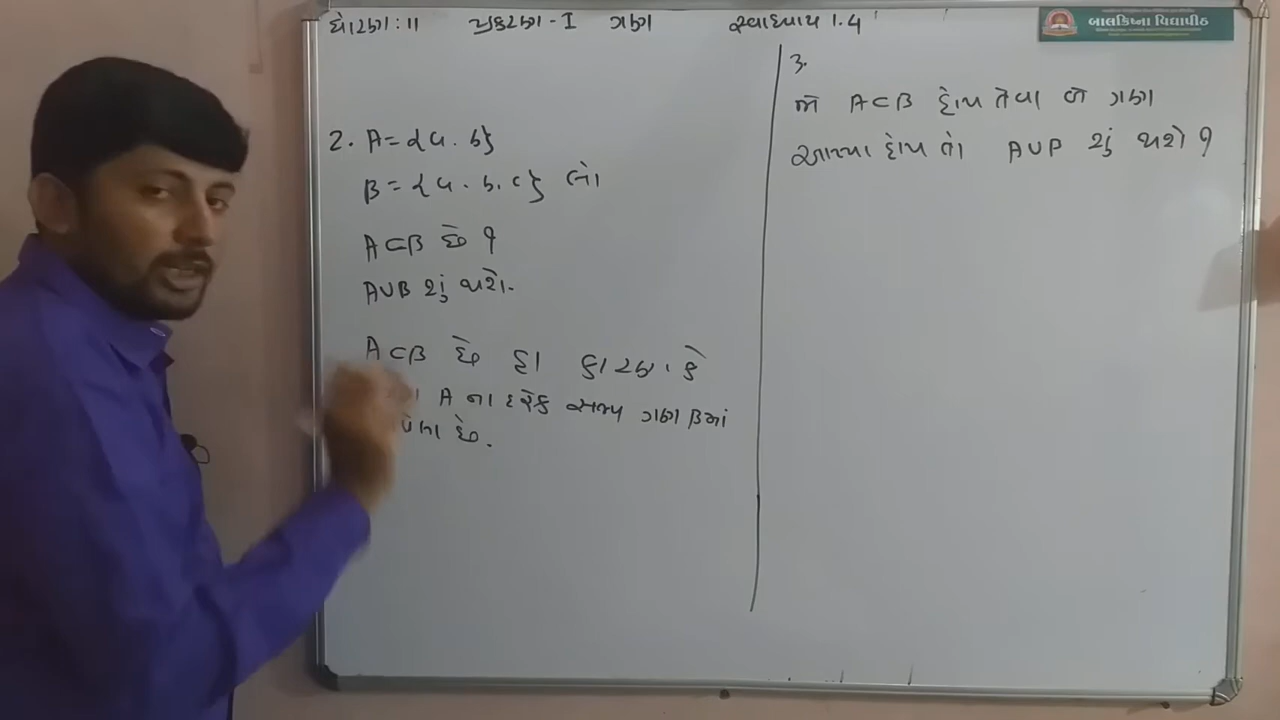 ધોરણ : 11 પ્રકરણ - I ગણ સ્વાધ્યાય 1.4
બાલક્રિષ્ના વિદ્યાપીઠ
2. A = {a. b}
B = {a. b. c} લો
A⊂B છે ?
A∪B શું થશે.
A⊂B છે હા કારણ કે
A ના દરેક સભ્ય ગણ B માં
છે.
3.
જો A⊂B હોય તેવા બે ગણ
આપ્યા હોય તો A∪B શું થશે ?